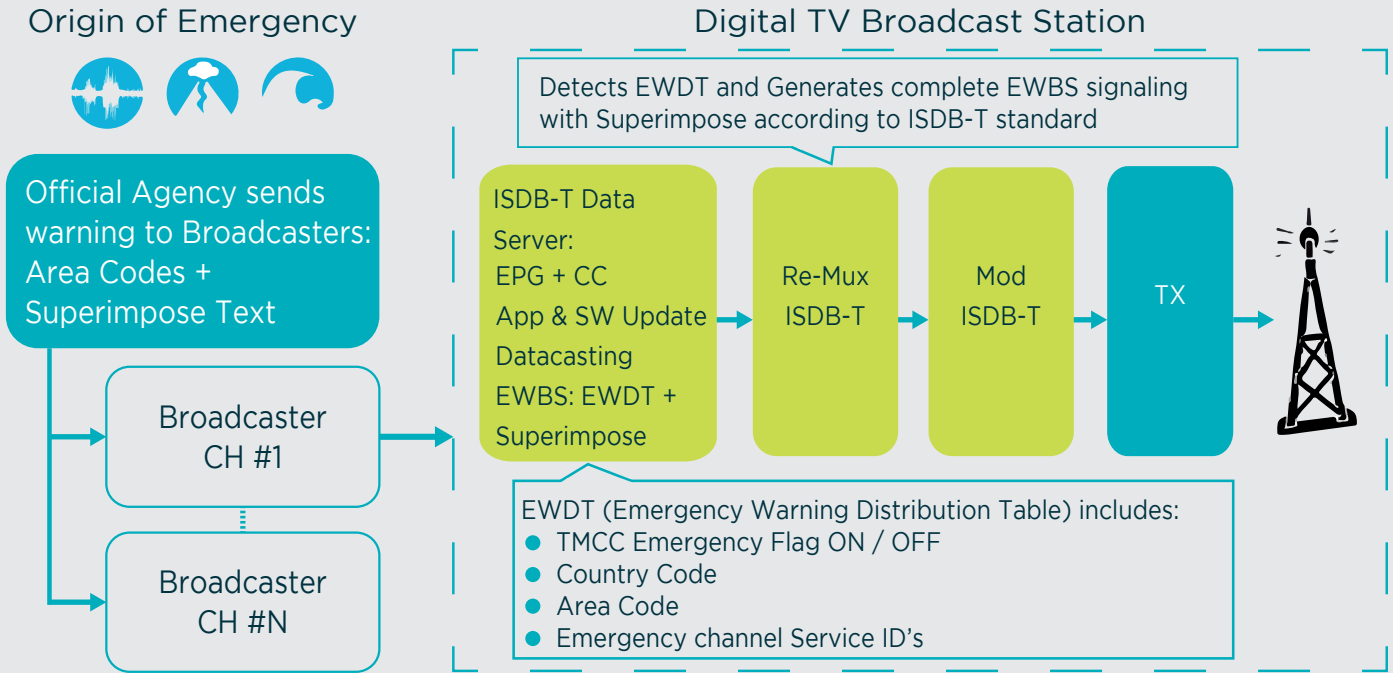 Origin of Emergency
Digital TV Broadcast Station
Detects EWDT and Generates complete EWBS signaling
with Superimpose according to ISDB-T standard
Official Agency sends
warning to Broadcasters:
Area Codes +
Superimpose Text
ISDB-T Data
Server:
EPG + CC
App & SW Update
Datacasting
EWBS: EWDT +
Superimpose
Re-Mux
ISDB-T
Mod
ISDB-T
TX
Broadcaster
CH #1
Broadcaster
CH #N
EWDT (Emergency Warning Distribution Table) includes:
● TMCC Emergency Flag ON / OFF
● Country Code
● Area Code
● Emergency channel Service ID's